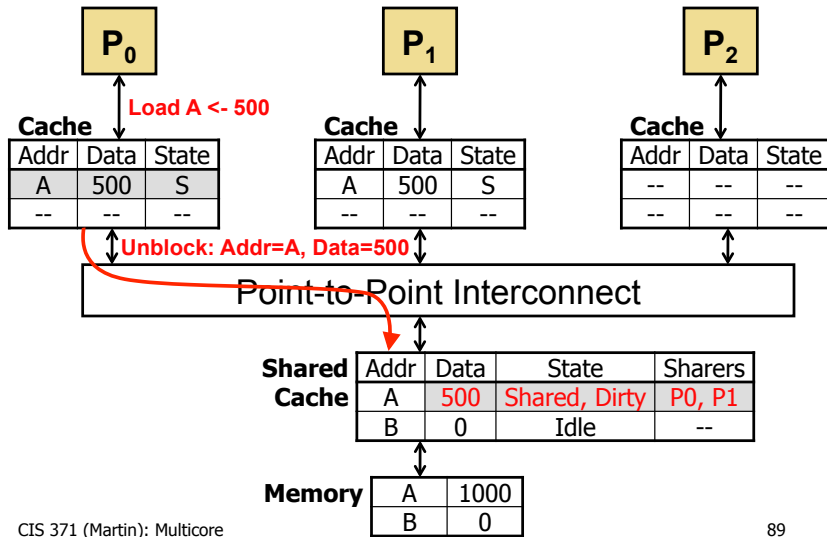 P0 P1 P2
Load A <- 500
Cache Cache Cache
Addr Data State Addr Data State Addr Data State
A 500 S A 500 S -- -- --
-- -- -- -- -- -- -- -- --
Unblock: Addr=A, Data=500
Point-to-Point Interconnect
Shared Addr Data State Sharers
Cache A 500 Shared, Dirty P0, P1
B 0 Idle --
Memory A 1000
B 0
CIS 371 (Martin): Multicore 89